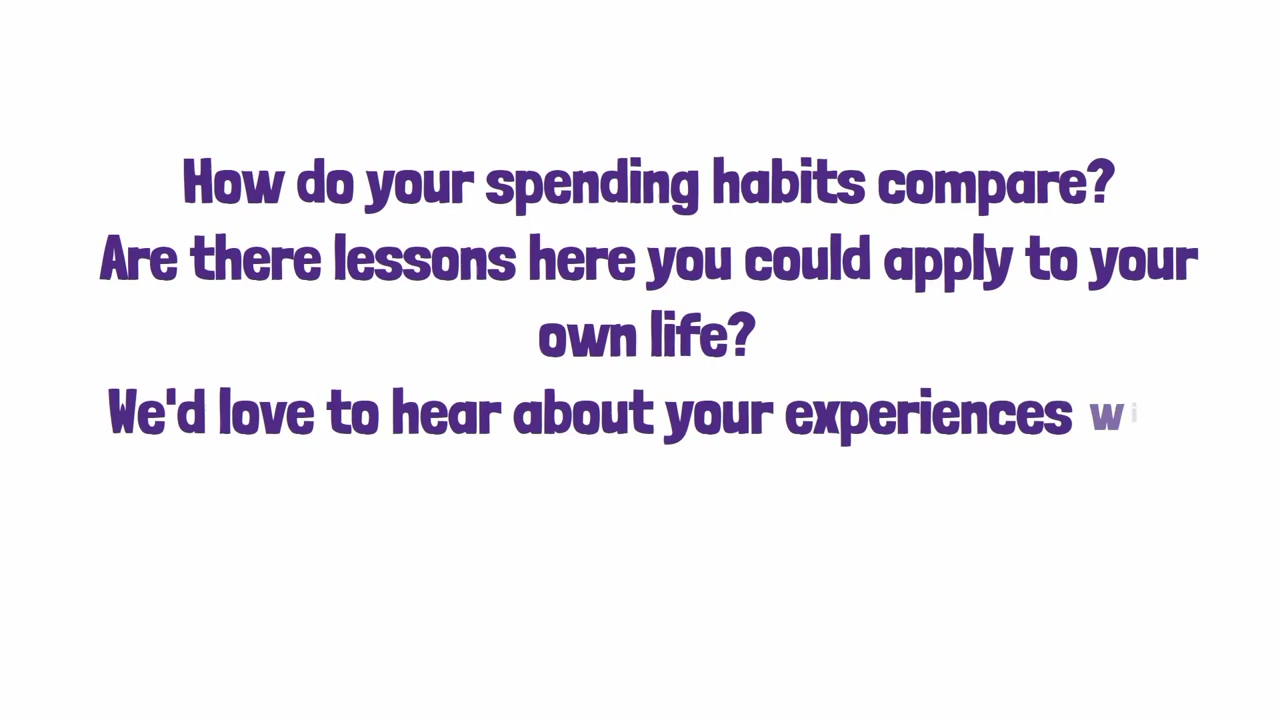 How do your spending habits compare?
Are there lessons here you could apply to your
own life?
We'd love to hear about your experiences